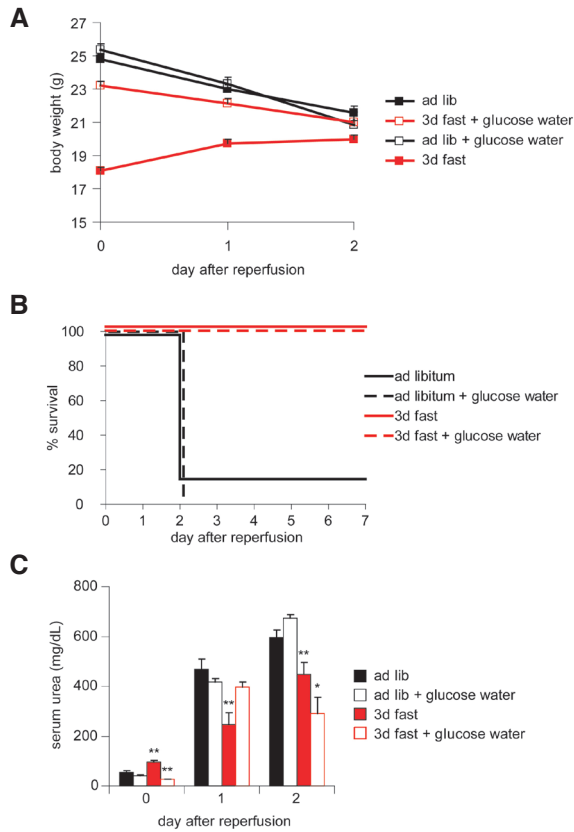 A
27
25
23
21
19
17
15
body weight (g)
0 1 2
day after reperfusion
ad lib
3d fast + glucose water
ad lib + glucose water
3d fast
B
100
80
60
40
20
0
% survival
0 1 2 3 4 5 6 7
day after reperfusion
ad libitum
ad libitum + glucose water
3d fast
3d fast + glucose water
C
800
600
400
200
0
serum urea (mg/dL)
**
**
**
**
*
0 1 2
day after reperfusion
ad lib
ad lib + glucose water
3d fast
3d fast + glucose water